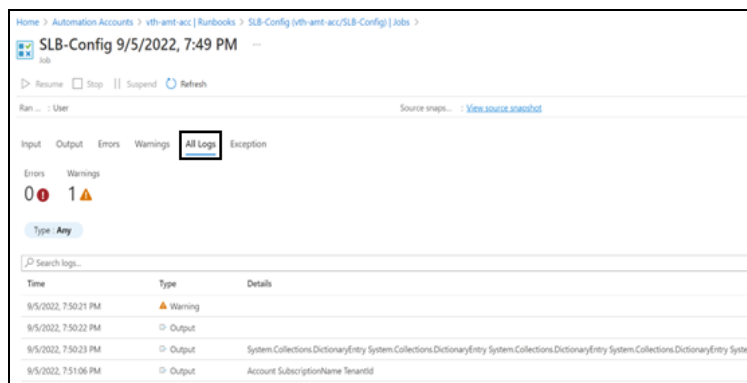 Home > Automation Accounts > vth-amt-acc | Runbooks > SLB-Config (vth-amt-acc/SLB-Config) | Jobs >
SLB-Config 9/5/2022, 7:49 PM ...
Job
Resume Stop Suspend Refresh
Ran ... : User Source snaps... : View source snapshot
Input Output Errors Warnings All Logs Exception
Errors Warnings
0 1
Type : Any
Search logs...
Time Type Details
9/5/2022, 7:50:21 PM Warning
9/5/2022, 7:50:22 PM Output
9/5/2022, 7:50:23 PM Output System.Collections.DictionaryEntry System.Collections.DictionaryEntry System.Collections.DictionaryEntry System.Collections.DictionaryEntry Syste
9/5/2022, 7:51:06 PM Output Account SubscriptionName TenantId